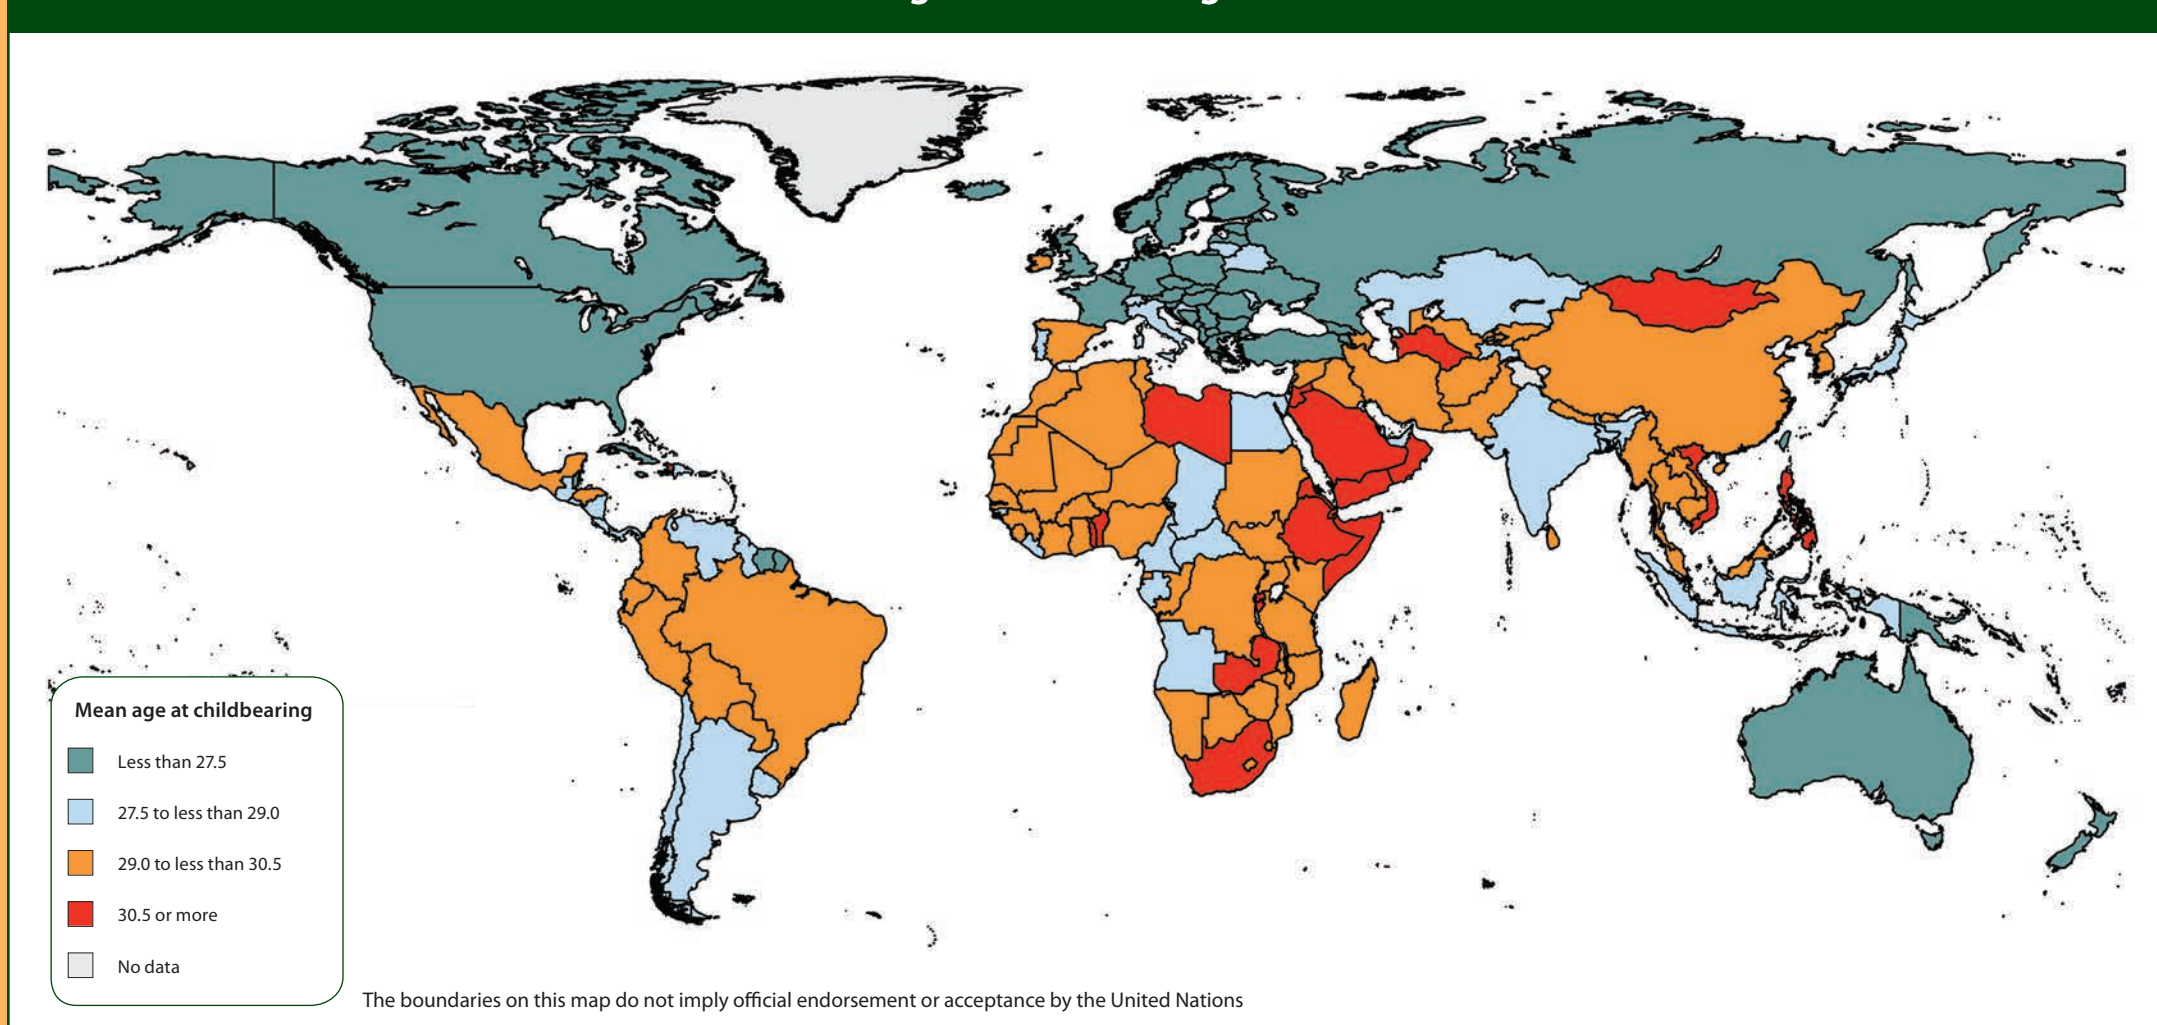 Mean age at childbearing
Less than 27.5
27.5 to less than 29.0
29.0 to less than 30.5
30.5 or more
No data
The boundaries on this map do not imply official endorsement or acceptance by the United Nations